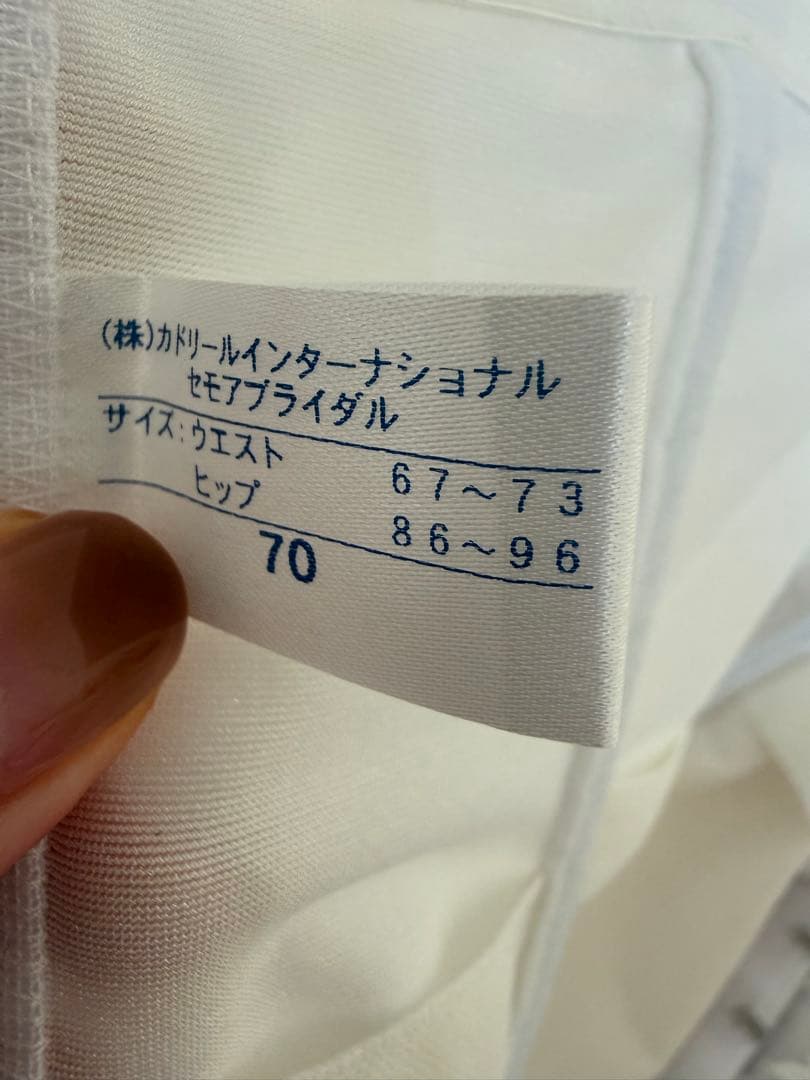 (株)カドリールインターナショナル
セモアブライダル
サイズ:ウエスト 67~73
ヒップ 86~96
70